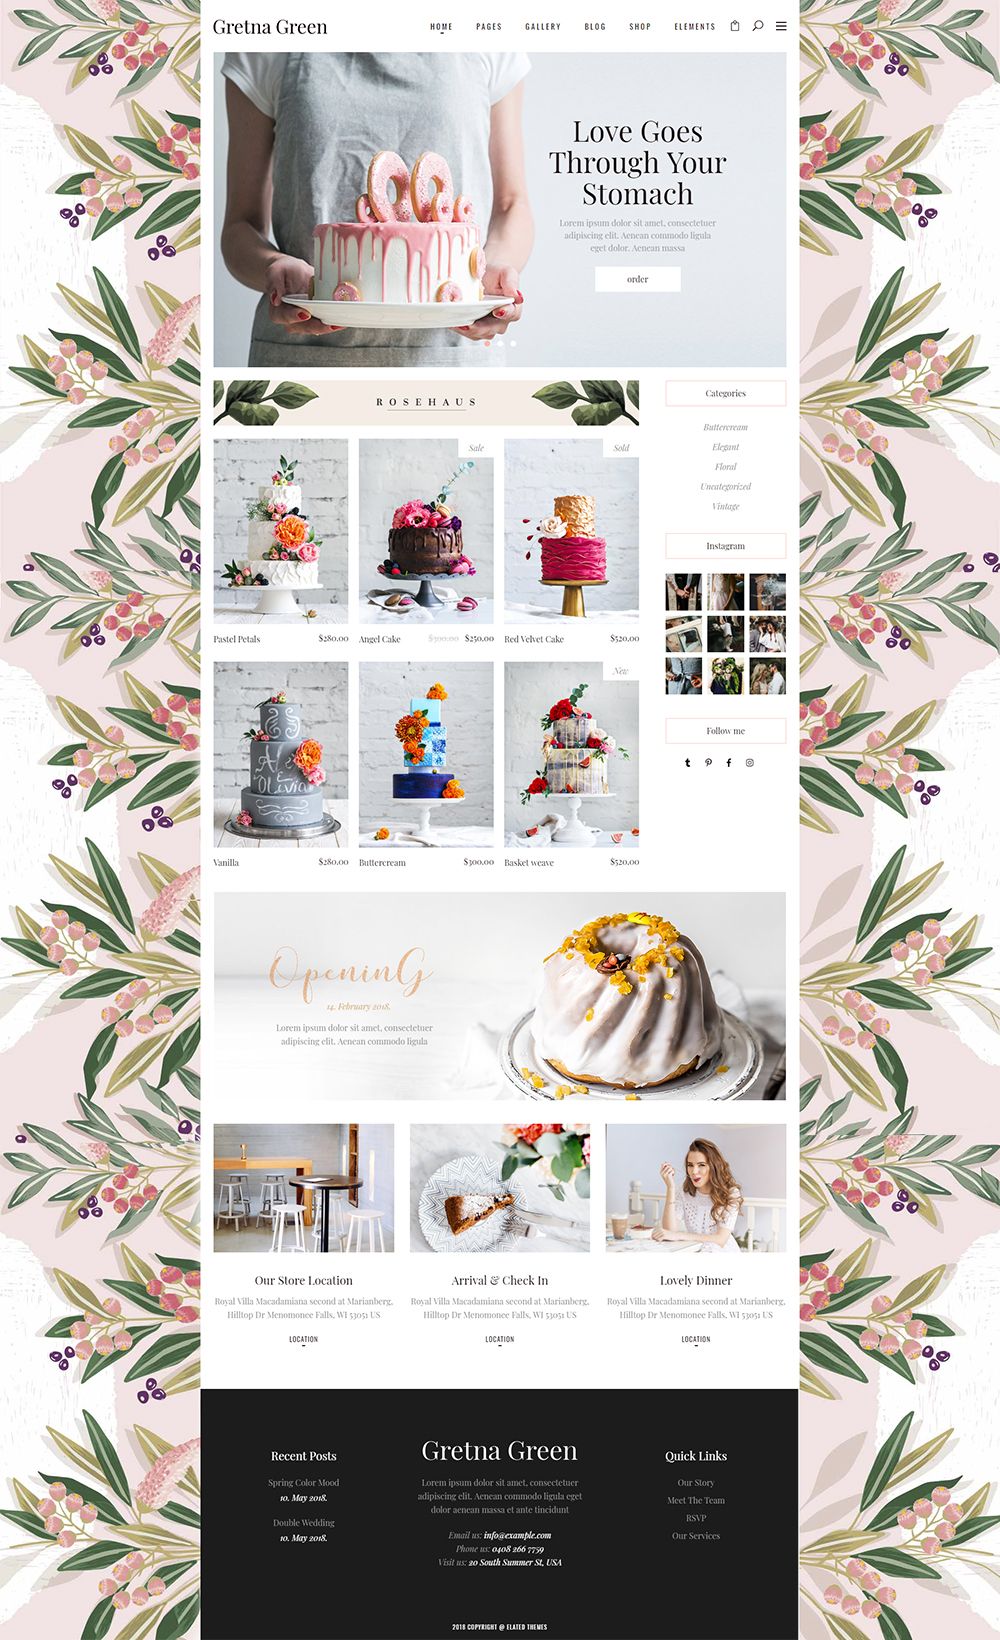 Gretna Green
HOME PAGES GALLERY BLOG SHOP ELEMENTS
Love Goes
Through Your
Stomach
Lorem ipsum dolor sit amet, consectetuer
adipiscing elit. Aenean commodo ligula
eget dolor. Aenean massa
order
ROSEHAUS
Sale
Sold
Pastel Petals $280.00
Angel Cake $300.00 $250.00
Red Velvet Cake $520.00
New
Vanilla $280.00
Buttercream $300.00
Basket weave $520.00
Categories
Buttercream
Elegant
Floral
Uncategorized
Vintage
Instagram
Follow me
OpeninG
14. February 2018.
Lorem ipsum dolor sit amet, consectetuer
adipiscing elit. Aenean commodo ligula
Our Store Location
Royal Villa Macadamiana second at Marianberg,
Hilltop Dr Menomonee Falls, WI 53051 US
LOCATION
Arrival & Check In
Royal Villa Macadamiana second at Marianberg,
Hilltop Dr Menomonee Falls, WI 53051 US
LOCATION
Lovely Dinner
Royal Villa Macadamiana second at Marianberg,
Hilltop Dr Menomonee Falls, WI 53051 US
LOCATION
Recent Posts
Spring Color Mood
10. May 2018.
Double Wedding
10. May 2018.
Gretna Green
Lorem ipsum dolor sit amet, consectetuer
adipiscing elit. Aenean commodo ligula eget
dolor aenean massa et ante tincidunt
Email us: info@example.com
Phone us: 0408 266 7759
Visit us: 20 South Summer St, USA
Quick Links
Our Story
Meet The Team
RSVP
Our Services
2018 COPYRIGHT @ ELATED THEMES